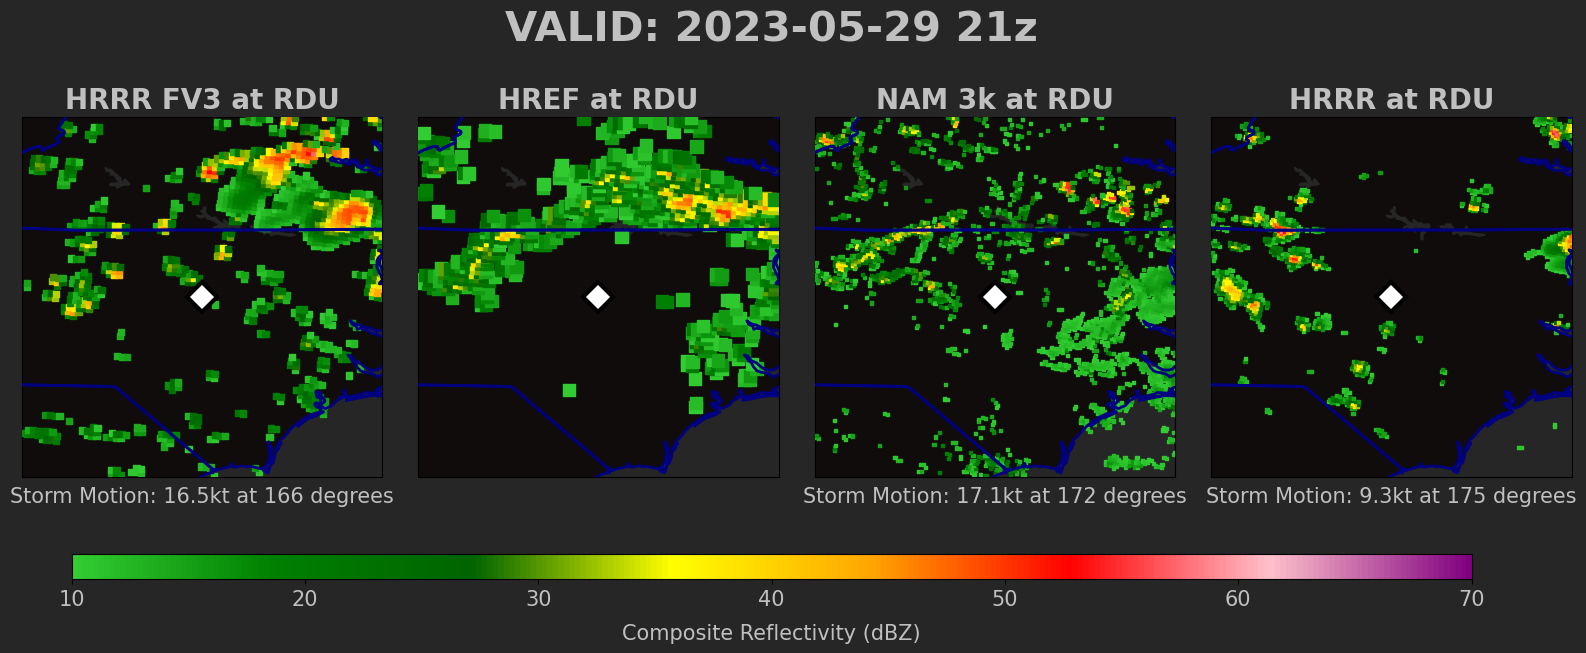 VALID: 2023-05-29 21z
HRRR FV3 at RDU
HREF at RDU
NAM 3k at RDU
HRRR at RDU
Storm Motion: 16.5kt at 166 degrees
Storm Motion: 17.1kt at 172 degrees
Storm Motion: 9.3kt at 175 degrees
10 20 30 40 50 60 70
Composite Reflectivity (dBZ)